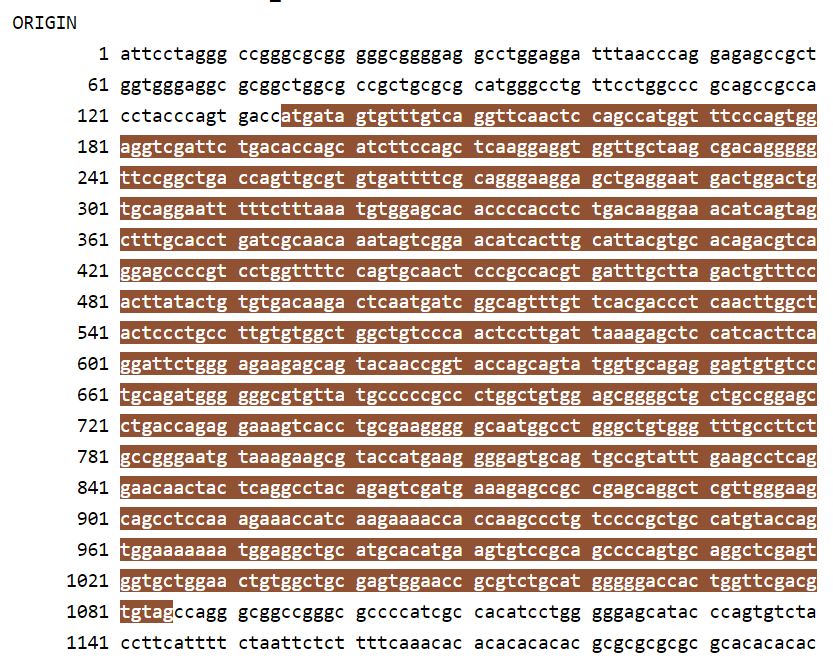 ORIGIN
1 attcctaggg ccgggcgcgg gggcggggag gcctggagga tttaacccag gagagccgct
61 ggtgggaggc gcggctggcg ccgctgcgcg catgggcctg ttcctggccc gcagccgcca
121 cctacccagt gaccatgata gtgtttgtca ggttcaactc cagccatggt ttcccagtgg
181 aggtcgattc tgacaccagc atcttccagc tcaaggaggt ggttgctaag cgacaggggg
241 ttccggctga ccagttgcgt gtgattttcg cagggaagga gctgaggaat gactggactg
301 tgcaggaatt tttctttaaa tgtggagcac accccacctc tgacaaggaa acatcagtag
361 ctttgcacct gatcgcaaca aatagtcgga acatcacttg cattacgtgc acagacgtca
421 ggagccccgt cctggttttc cagtgcaact cccgccacgt gatttgctta gactgtttcc
481 acttatactg tgtgacaaga ctcaatgatc ggcagtttgt tcacgaccct caacttggct
541 actccctgcc ttgtgtggct ggctgtccca actccttgat taaagagctc catcacttca
601 ggattctggg agaagagcag tacaaccggt accagcagta tggtgcagag gagtgtgtcc
661 tgcagatggg gggcgtgtta tgcccccgcc ctggctgtgg agcggggctg ctgccggagc
721 ctgaccagag gaaagtcacc tgcgaagggg gcaatggcct gggctgtggg tttgccttct
781 gccgggaatg taaagaagcg taccatgaag gggagtgcag tgccgtattt gaagcctcag
841 gaacaactac tcaggcctac agagtcgatg aaagagccgc cgagcaggct cgttgggaag
901 cagcctccaa agaaaccatc aagaaaacca ccaagccctg tccccgctgc catgtaccag
961 tggaaaaaaa tggaggctgc atgcacatga agtgtccgca gccccagtgc aggctcgagt
1021 ggtgctggaa ctgtggctgc gagtggaacc gcgtctgcat gggggaccac tggttcgacg
1081 tgtagccagg gcggccgggc gccccatcgc cacatcctgg gggagcatac ccagtgtcta
1141 ccttcatttt ctaattctct tttcaaacac acacacacac gcgcgcgcgc gcacacacac